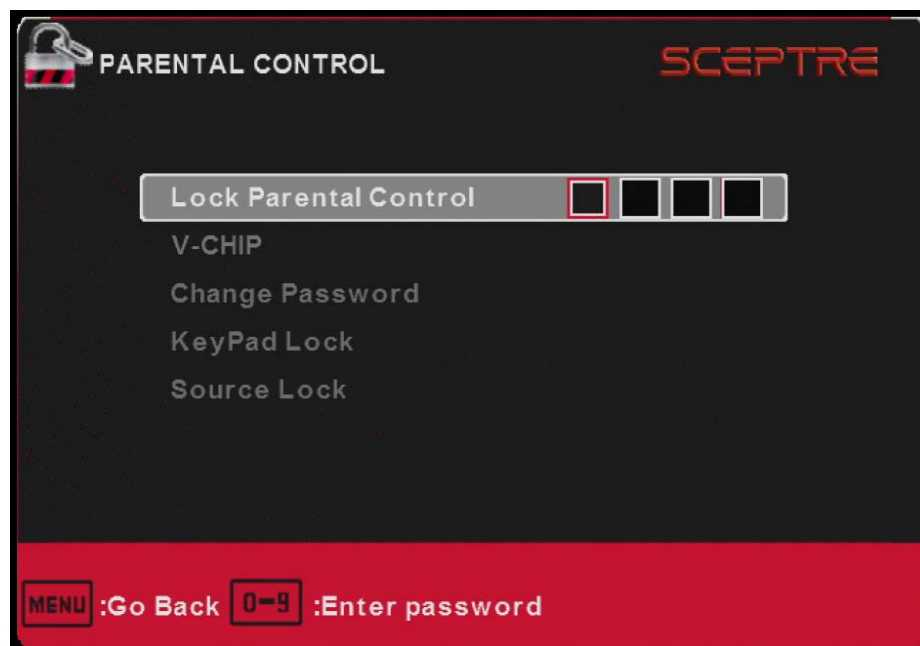 PARENTAL CONTROL
SCEPTRE
Lock Parental Control
V-CHIP
Change Password
KeyPad Lock
Source Lock
MENU :Go Back 0-9 :Enter password